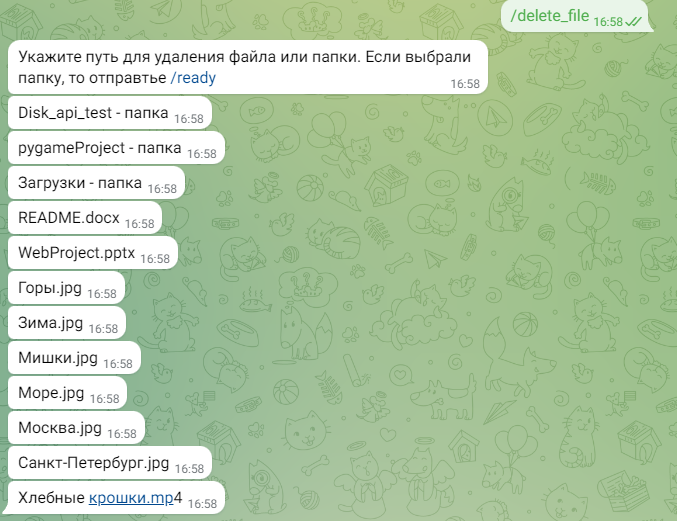 /delete_file 16:58
Укажите путь для удаления файла или папки. Если выбрали
папку, то отправтье /ready
16:58
Disk_api_test - папка 16:58
pygameProject - папка 16:58
Загрузки - папка 16:58
README.docx 16:58
WebProject.pptx 16:58
Горы.jpg 16:58
Зима.jpg 16:58
Мишки.jpg 16:58
Море.jpg 16:58
Москва.jpg 16:58
Санкт-Петербург.jpg 16:58
Хлебные крошки.mp4 16:58